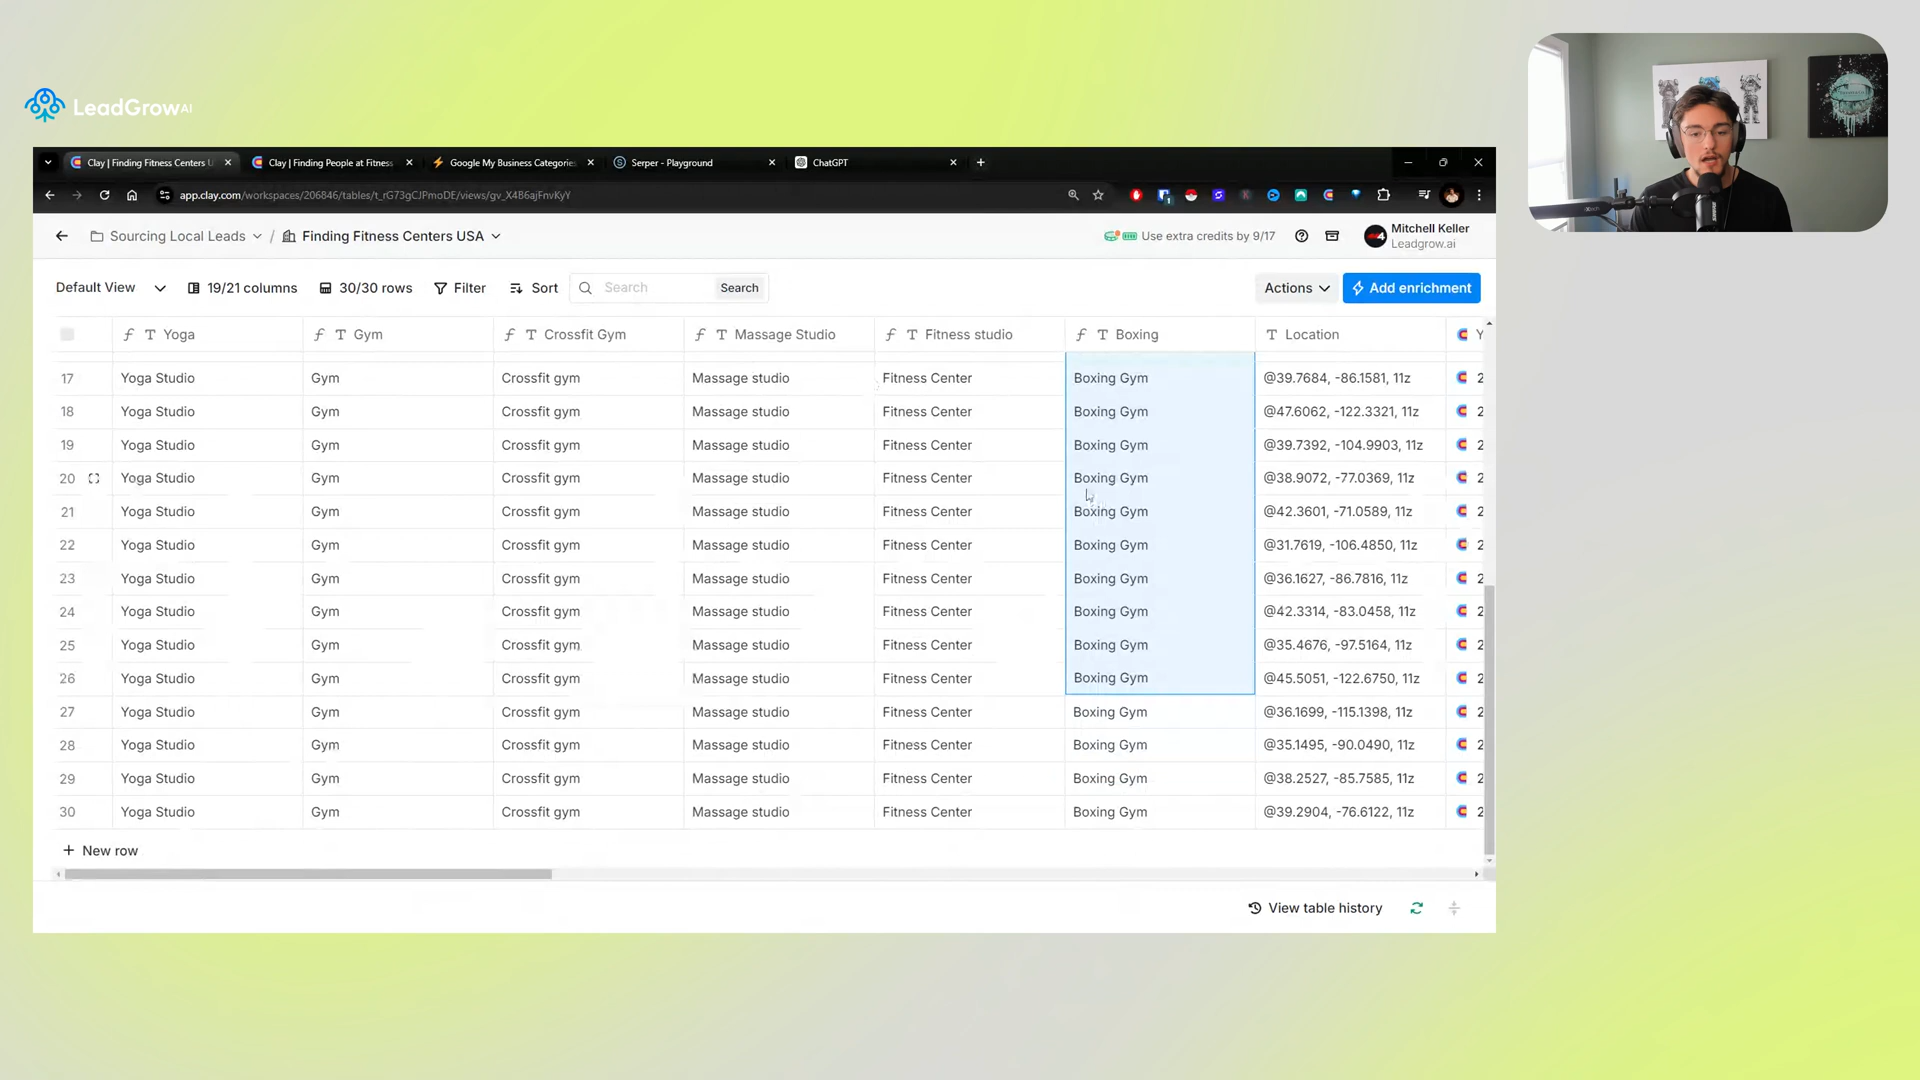 LeadGrow AI
Clay | Finding Fitness Centers U
Clay | Finding People at Fitness
Google My Business Categories
Serper - Playground
ChatGPT
app.clay.com/workspaces/206846/tables/t_rG73gCJPmoDE/views/gv_X4B6ajFnvKyY
Sourcing Local Leads / Finding Fitness Centers USA
Use extra credits by 9/17
Mitchell Keller
Leadgrow.ai
Default View 19/21 columns 30/30 rows Filter Sort Search Search Actions Add enrichment
Yoga Gym Crossfit Gym Massage Studio Fitness studio Boxing Location Y
17 Yoga Studio Gym Crossfit gym Massage studio Fitness Center Boxing Gym @39.7684, -86.1581, 11z 2
18 Yoga Studio Gym Crossfit gym Massage studio Fitness Center Boxing Gym @47.6062, -122.3321, 11z 2
19 Yoga Studio Gym Crossfit gym Massage studio Fitness Center Boxing Gym @39.7392, -104.9903, 11z 2
20 Yoga Studio Gym Crossfit gym Massage studio Fitness Center Boxing Gym @38.9072, -77.0369, 11z 2
21 Yoga Studio Gym Crossfit gym Massage studio Fitness Center Boxing Gym @42.3601, -71.0589, 11z 2
22 Yoga Studio Gym Crossfit gym Massage studio Fitness Center Boxing Gym @31.7619, -106.4850, 11z 2
23 Yoga Studio Gym Crossfit gym Massage studio Fitness Center Boxing Gym @36.1627, -86.7816, 11z 2
24 Yoga Studio Gym Crossfit gym Massage studio Fitness Center Boxing Gym @42.3314, -83.0458, 11z 2
25 Yoga Studio Gym Crossfit gym Massage studio Fitness Center Boxing Gym @35.4676, -97.5164, 11z 2
26 Yoga Studio Gym Crossfit gym Massage studio Fitness Center Boxing Gym @45.5051, -122.6750, 11z 2
27 Yoga Studio Gym Crossfit gym Massage studio Fitness Center Boxing Gym @36.1699, -115.1398, 11z 2
28 Yoga Studio Gym Crossfit gym Massage studio Fitness Center Boxing Gym @35.1495, -90.0490, 11z 2
29 Yoga Studio Gym Crossfit gym Massage studio Fitness Center Boxing Gym @38.2527, -85.7585, 11z 2
30 Yoga Studio Gym Crossfit gym Massage studio Fitness Center Boxing Gym @39.2904, -76.6122, 11z 2
+ New row
View table history